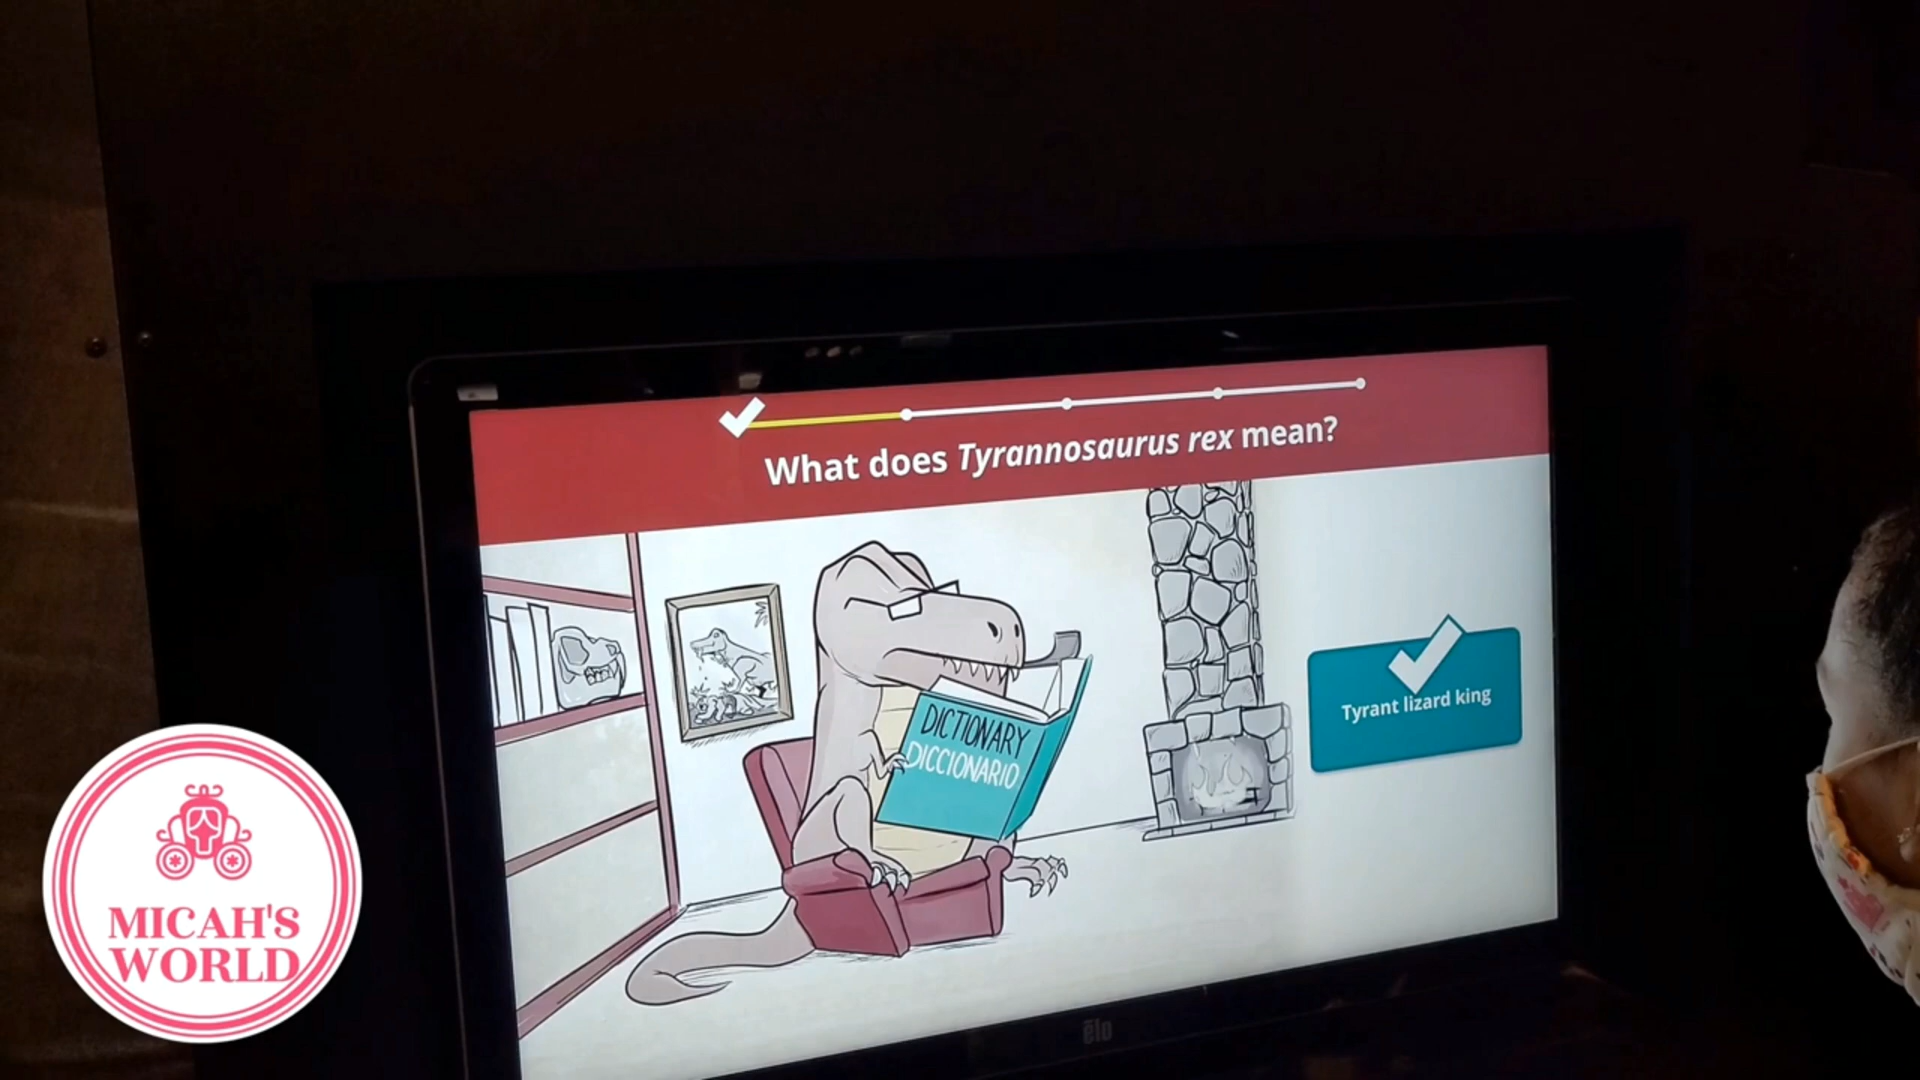 What does Tyrannosaurus rex mean?
DICTIONARY
DICCIONARIO
Tyrant lizard king
MICAH'S
WORLD
elo